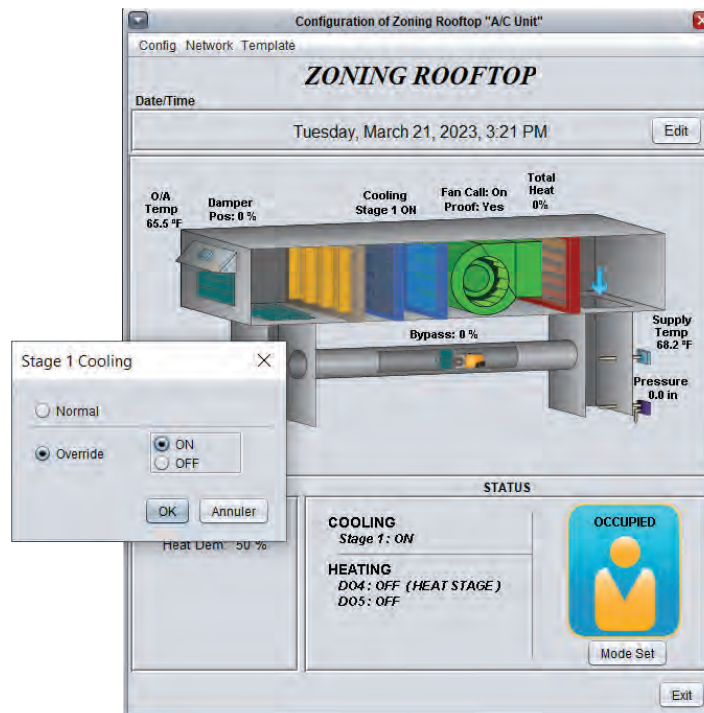 Configuration of Zoning Rooftop "A/C Unit"
Config Network Template
ZONING ROOFTOP
Date/Time
Tuesday, March 21, 2023, 3:21 PM
Edit
O/A
Temp
65.5 ºF
Damper
Pos: 0 %
Cooling
Stage 1 ON
Fan Call: On
Proof: Yes
Total
Heat
0%
Bypass: 0 %
Supply
Temp
68.2 ºF
Pressure
0.0 in
Stage 1 Cooling
Normal
Override
ON
OFF
OK
Annuler
Heat Dem: 50 %
STATUS
COOLING
Stage 1 : ON
HEATING
DO4 : OFF ( HEAT STAGE )
DO5 : OFF
OCCUPIED
Mode Set
Exit